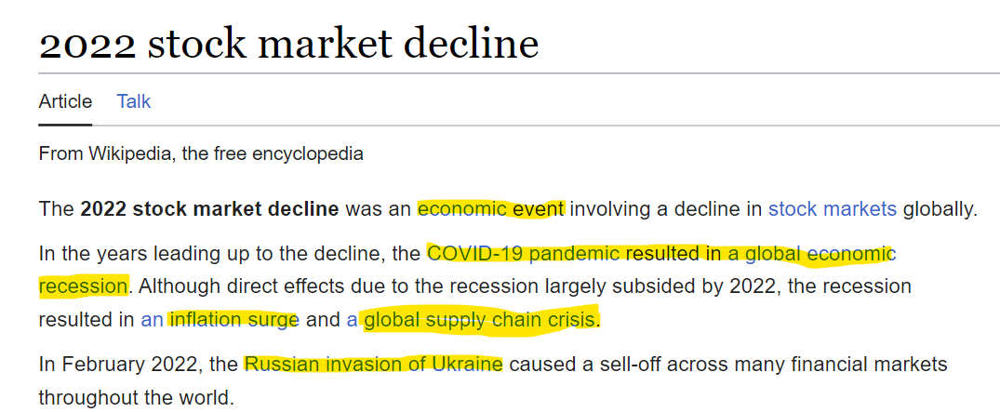 2022 stock market decline
Article Talk
From Wikipedia, the free encyclopedia
The 2022 stock market decline was an economic event involving a decline in stock markets globally.
In the years leading up to the decline, the COVID-19 pandemic resulted in a global economic
recession. Although direct effects due to the recession largely subsided by 2022, the recession
resulted in an inflation surge and a global supply chain crisis.
In February 2022, the Russian invasion of Ukraine caused a sell-off across many financial markets
throughout the world.